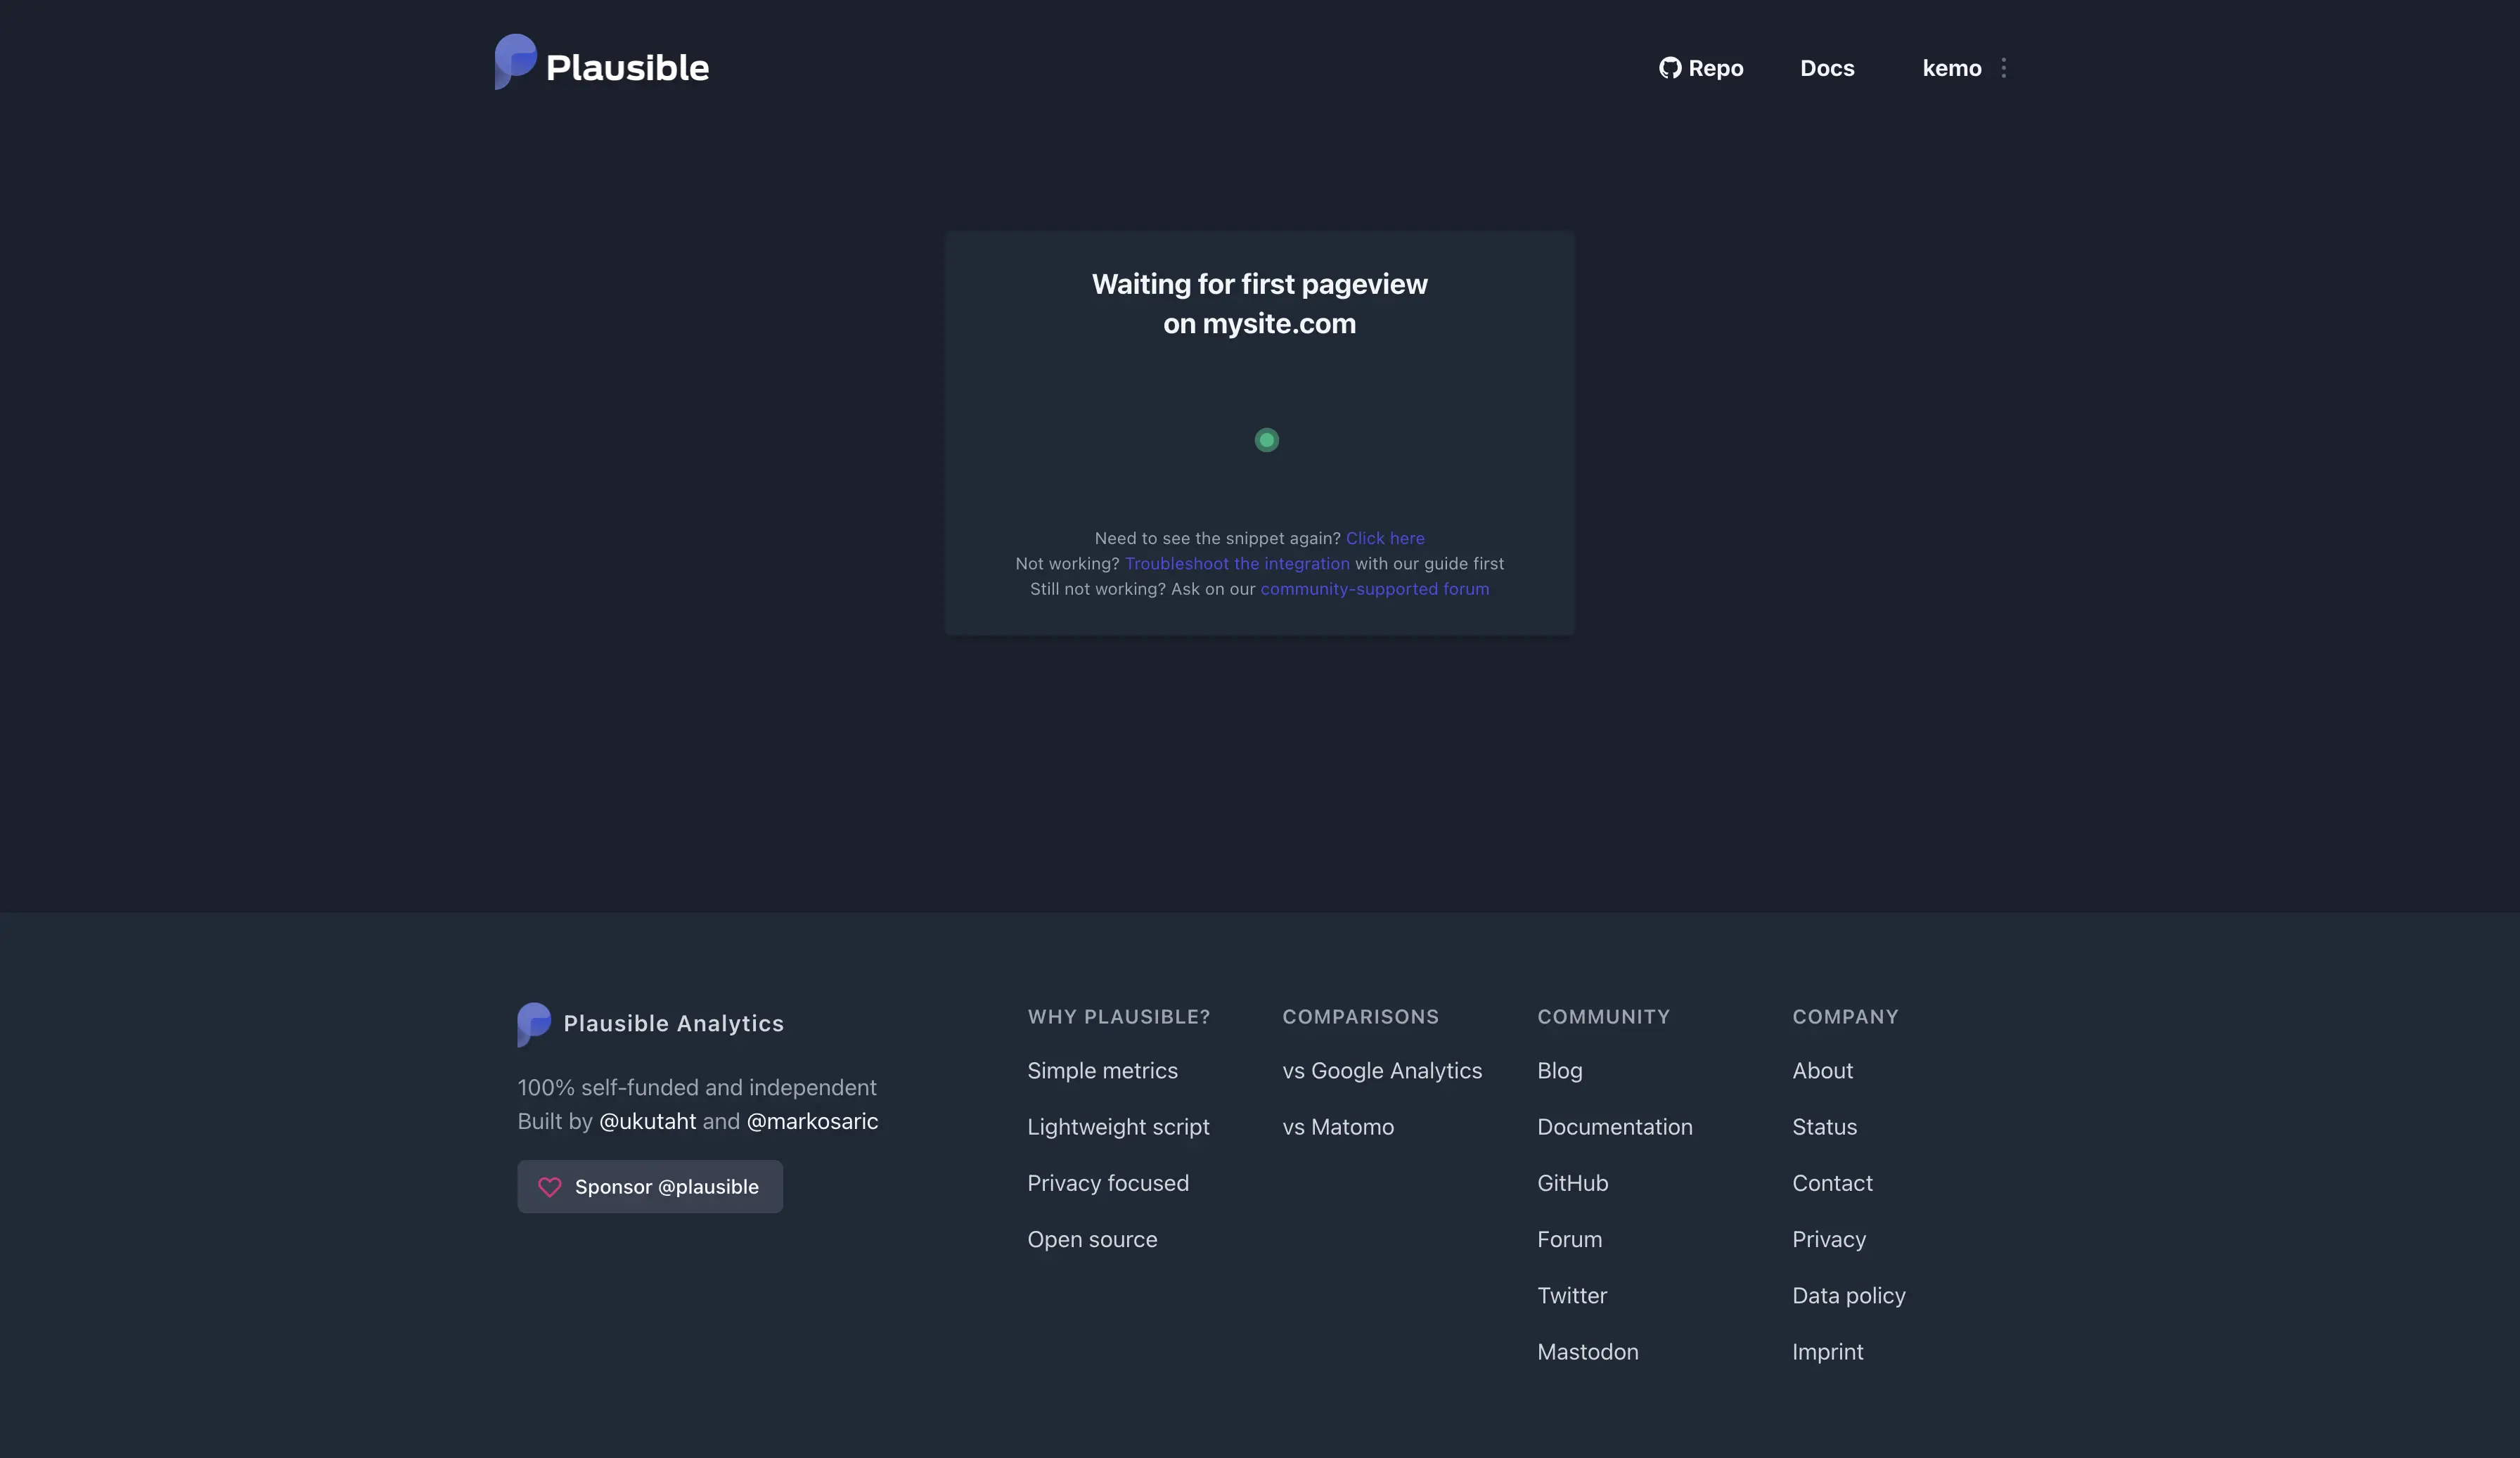 Plausible
Repo
Docs
kemo
Waiting for first pageview
on mysite.com
Need to see the snippet again? Click here
Not working? Troubleshoot the integration with our guide first
Still not working? Ask on our community-supported forum
Plausible Analytics
100% self-funded and independent
Built by @ukutaht and @markosaric
Sponsor @plausible
WHY PLAUSIBLE?
Simple metrics
Lightweight script
Privacy focused
Open source
COMPARISONS
vs Google Analytics
vs Matomo
COMMUNITY
Blog
Documentation
GitHub
Forum
Twitter
Mastodon
COMPANY
About
Status
Contact
Privacy
Data policy
Imprint